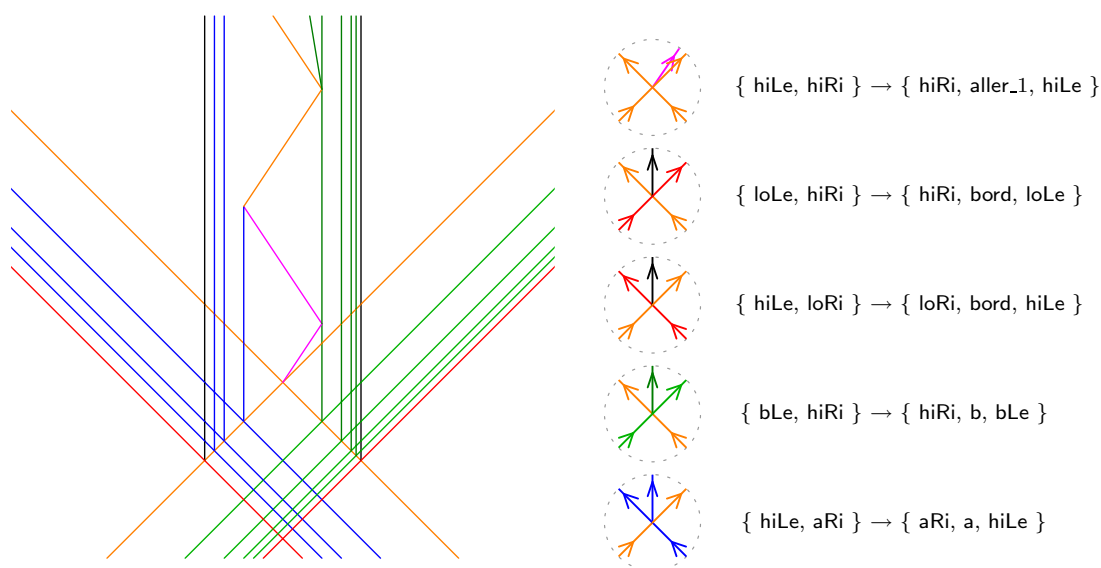 { hiLe, hiRi } → { hiRi, aller_1, hiLe }
{ loLe, hiRi } → { hiRi, bord, loLe }
{ hiLe, loRi } → { loRi, bord, hiLe }
{ bLe, hiRi } → { hiRi, b, bLe }
{ hiLe, aRi } → { aRi, a, hiLe }